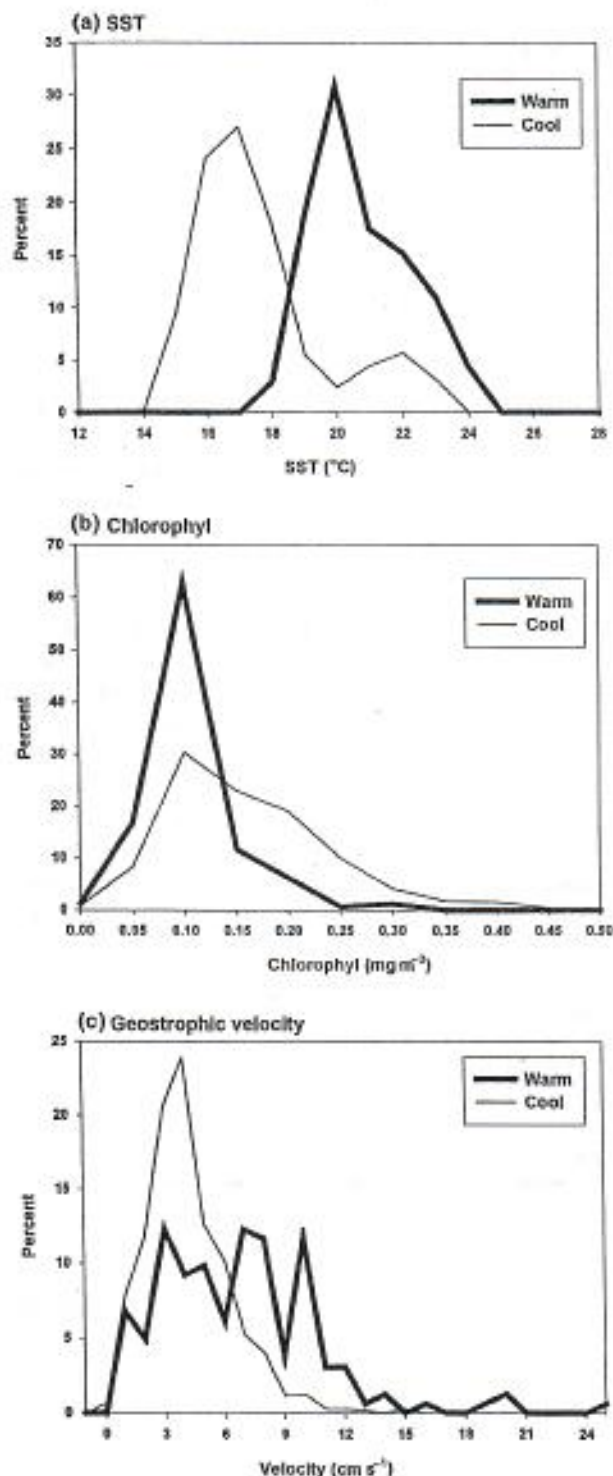 (a) SST
35
30
25
20
15
10
5
0
Percent
Warm
Cool
12 14 16 18 20 22 24 26 28
SST (°C)
(b) Chlorophyl
70
60
50
40
30
20
10
0
Percent
Warm
Cool
0.00 0.05 0.10 0.15 0.20 0.25 0.30 0.35 0.40 0.45 0.50
Chlorophyl (mg m⁻³)
(c) Geostrophic velocity
25
20
15
10
5
0
Percent
Warm
Cool
0 3 6 9 12 15 18 21 24
Velocity (cm s⁻¹)